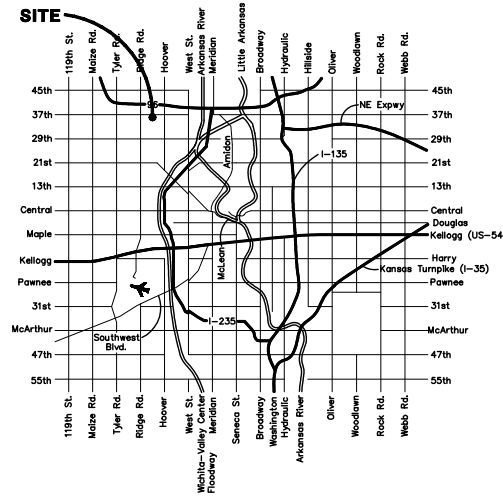 SITE
119th St.
Maize Rd.
Tyler Rd.
Ridge Rd.
Hoover
West St.
Arkansas River
Meridian
Little Arkansas
Broadway
Hydraulic
Hillside
Oliver
Woodlawn
Rock Rd.
Webb Rd.
45th
96
45th
37th
NE Expwy
37th
29th
Amidon
29th
21st
I-135
21st
13th
13th
Central
Central
Douglas
Maple
Kellogg (US-54
McLean
Kellogg
Harry
Kansas Turnpike (I-35)
Pawnee
Pawnee
31st
31st
I-235
McArthur
McArthur
Southwest
Blvd.
47th
47th
55th
55th
119th St.
Maize Rd.
Tyler Rd.
Ridge Rd.
Hoover
West St.
Wichita-Valley Center
Floodway
Meridian
Seneca St.
Broadway
Washington
Hydraulic
Arkansas River
Oliver
Woodlawn
Rock Rd.
Webb Rd.